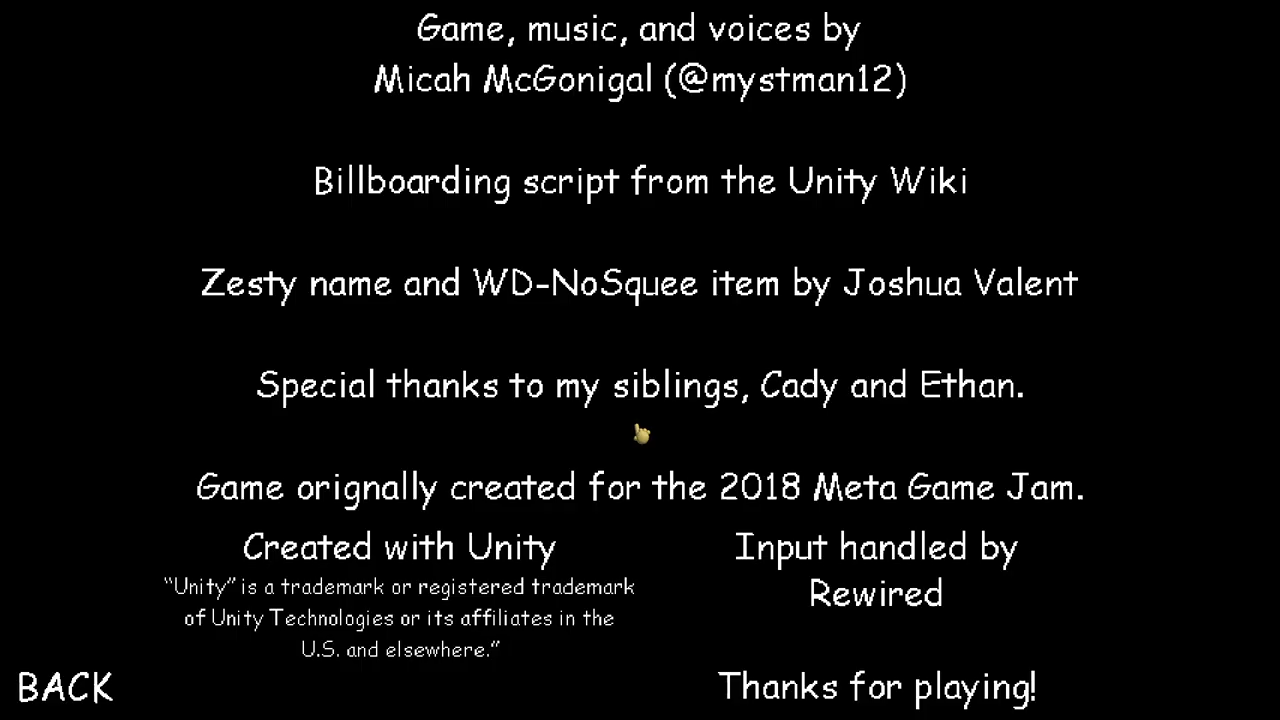 Game, music, and voices by
Micah McGonigal (@mystman12)
Billboarding script from the Unity Wiki
Zesty name and WD-NoSquee item by Joshua Valent
Special thanks to my siblings, Cady and Ethan.
Game orignally created for the 2018 Meta Game Jam.
Created with Unity
“Unity” is a trademark or registered trademark
of Unity Technologies or its affiliates in the
U.S. and elsewhere.”
Input handled by
Rewired
BACK
Thanks for playing!